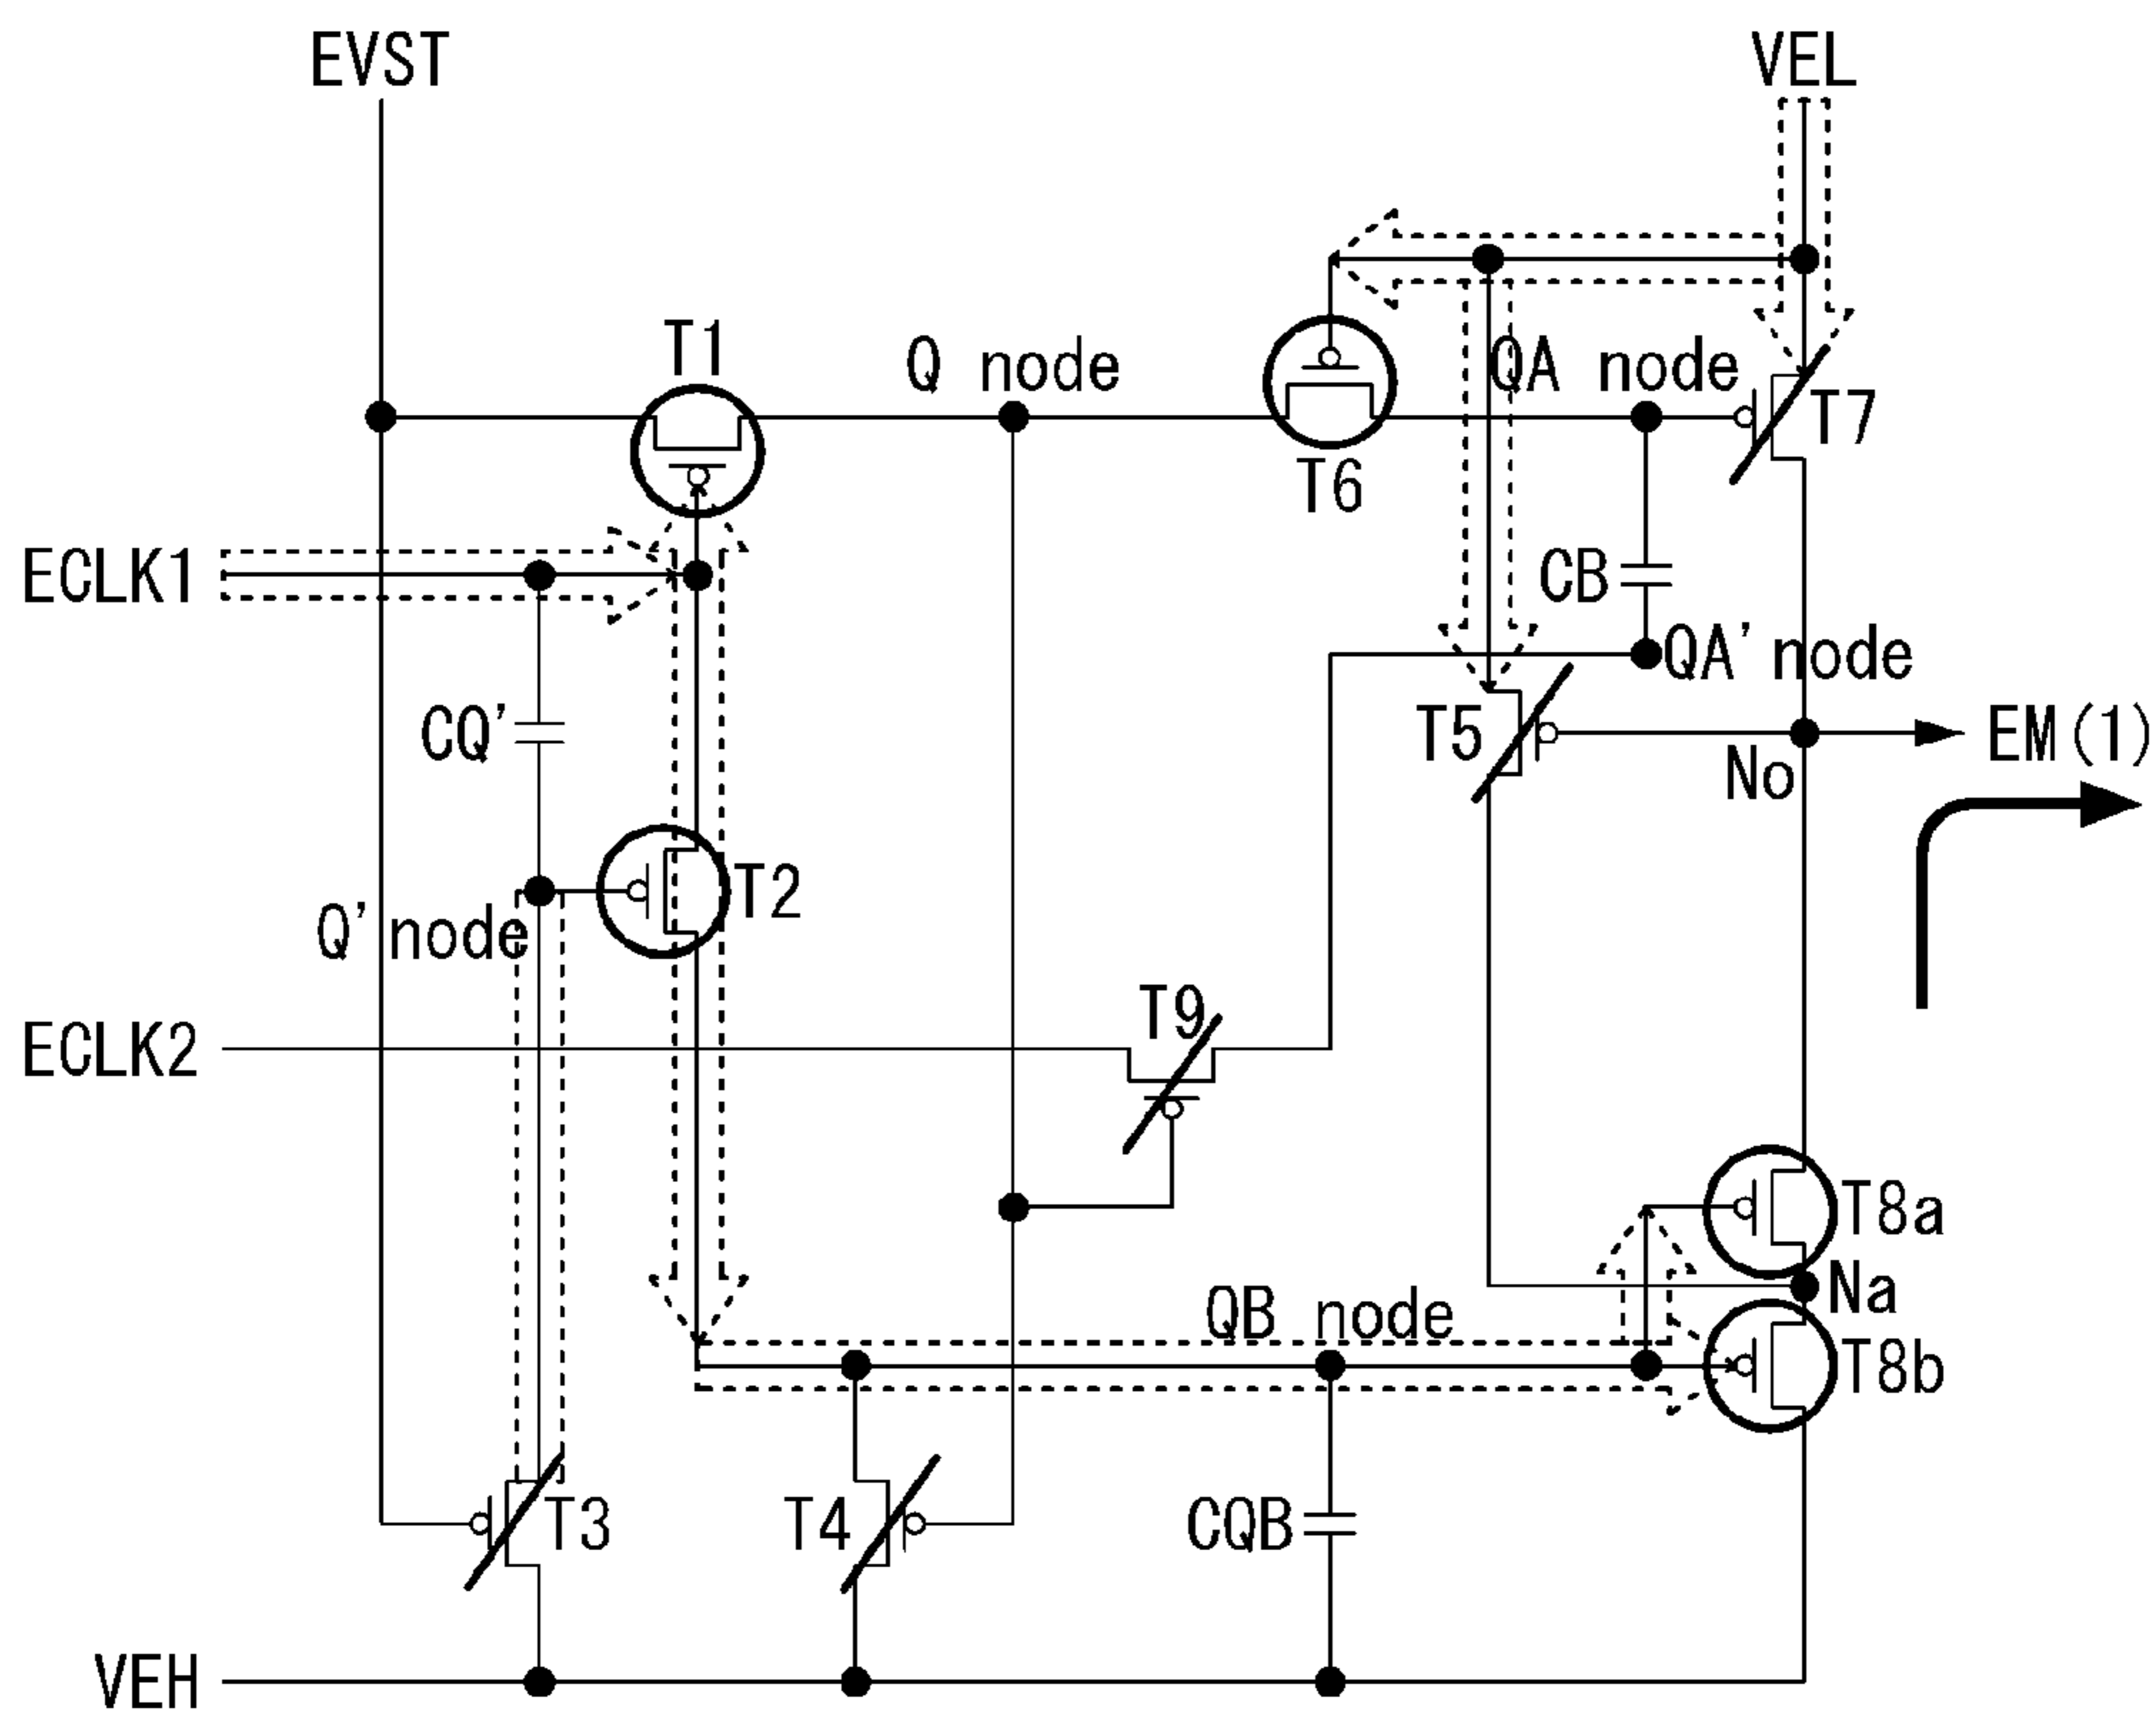 EVST
VEL
T1
Q node
QA node
T7
T6
ECLK1
CB
QA' node
CQ'
T5
No
EM(1)
T2
Q' node
T9
ECLK2
T8a
Na
QB node
T8b
T3
T4
CQB
VEH